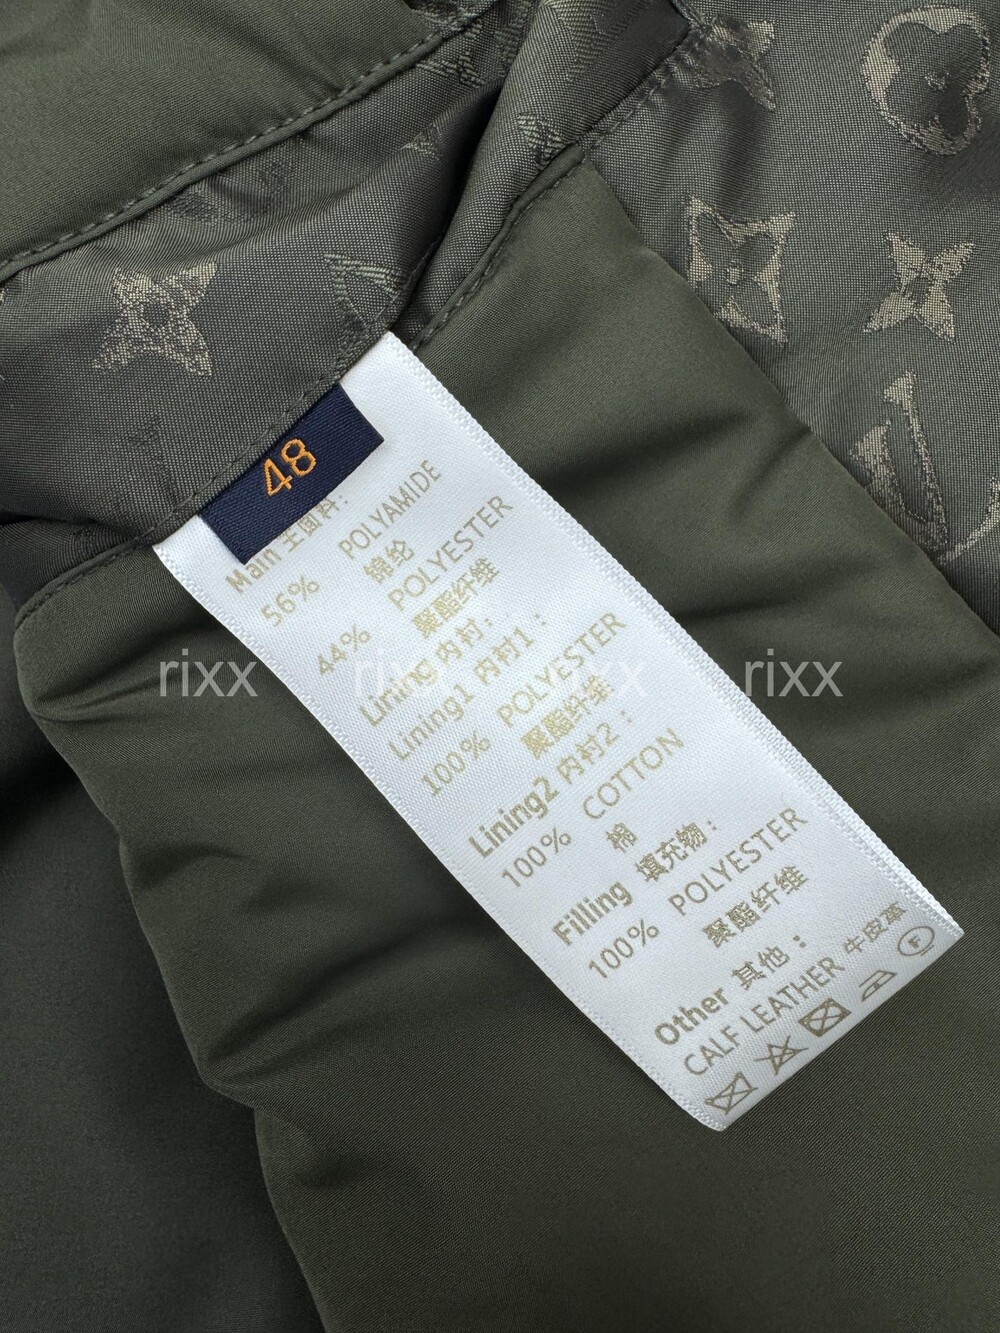 48
Main 主面料:
56% POLYAMIDE
锦纶
44% POLYESTER
聚酯纤维
Lining 内衬:
Lining1 内衬1:
100% POLYESTER
聚酯纤维
Lining2 内衬2:
100% COTTON
棉
Filling 填充物:
100% POLYESTER
聚酯纤维
Other 其他:
CALF LEATHER 牛皮革
F
rixx rixx rixx rixx